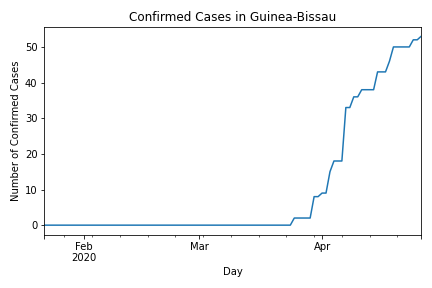 Confirmed Cases in Guinea-Bissau
Number of Confirmed Cases
50
40
30
20
10
0
Feb Mar Apr
2020
Day